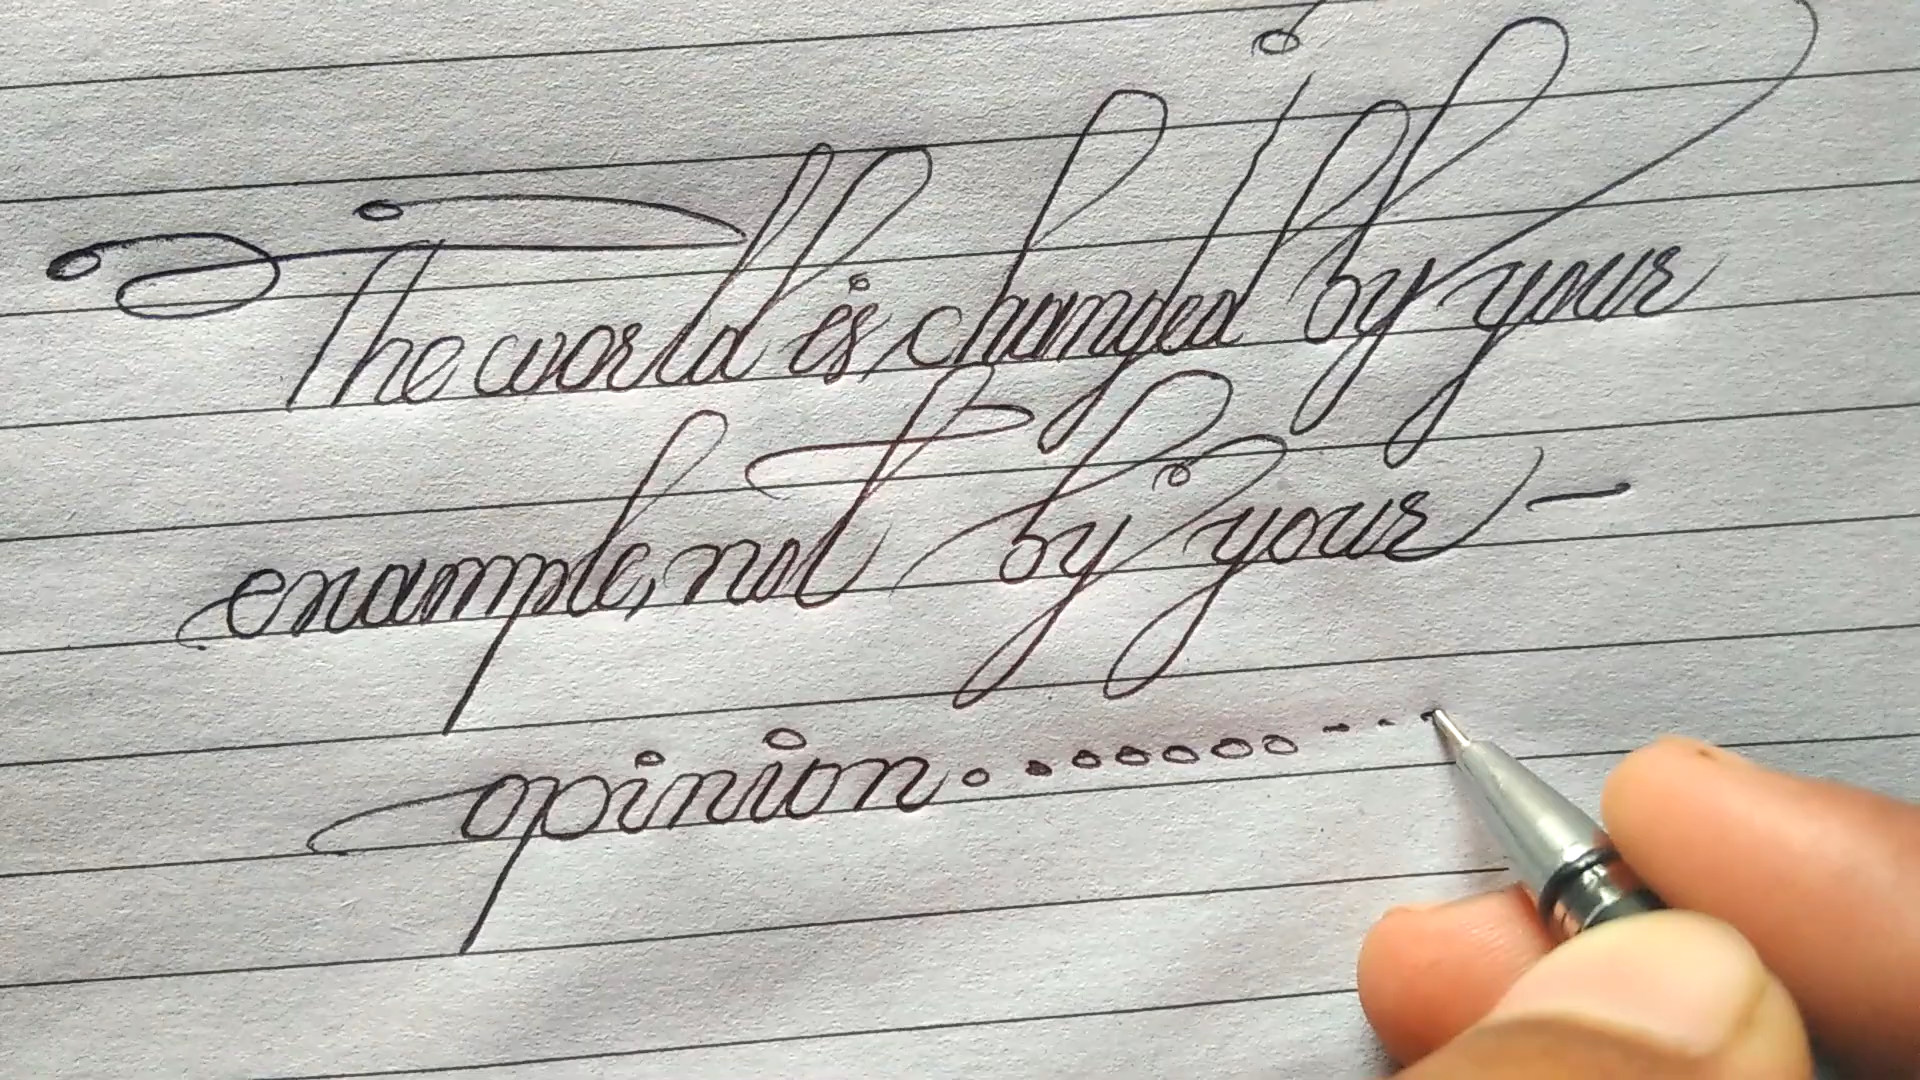 The world is changed by your
example, not by your -
opinion..........---